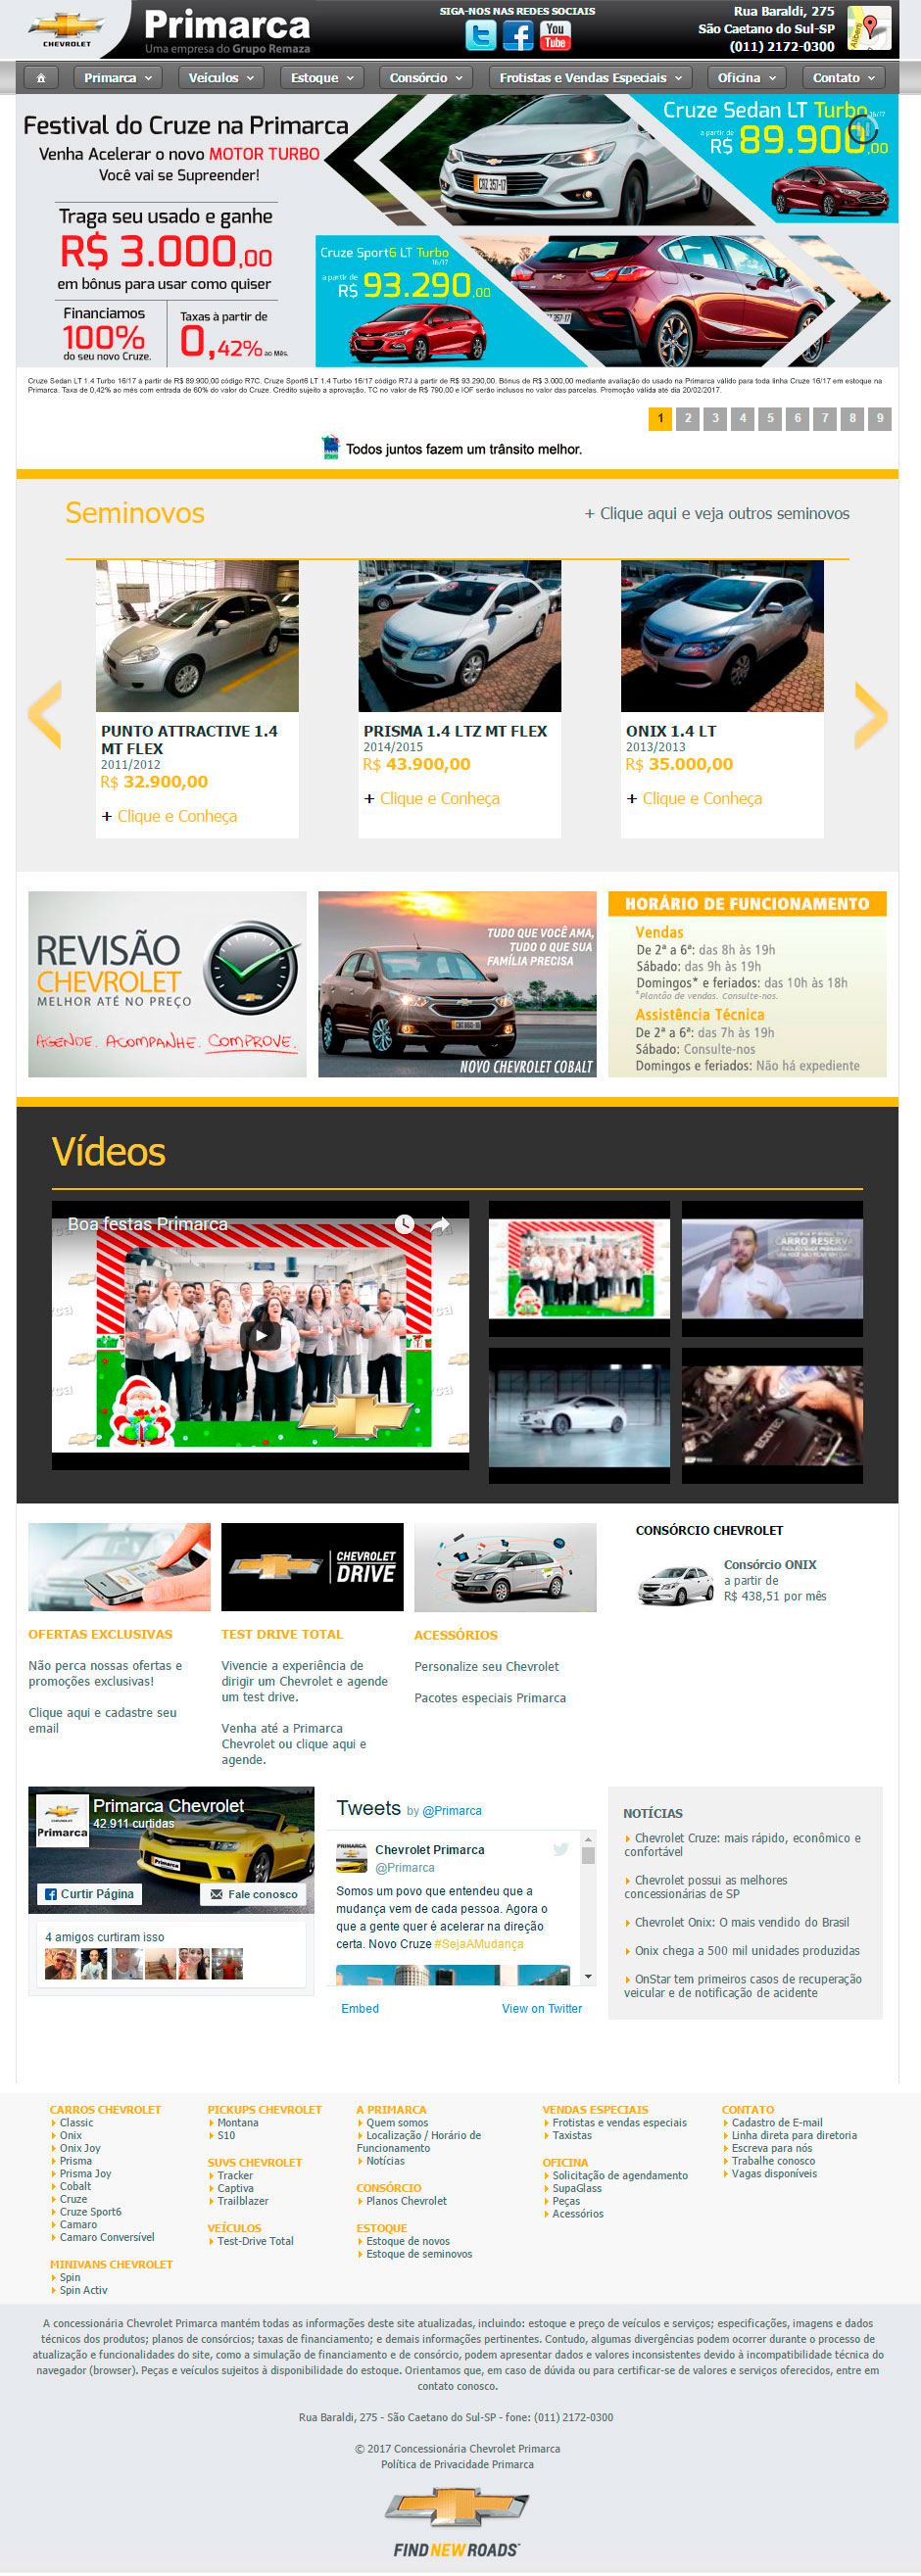 CHEVROLET
Primarca
Uma empresa do Grupo Remaza
SIGA-NOS NAS REDES SOCIAIS
You
Tube
Rua Baraldi, 275
São Caetano do Sul-SP
(011) 2172-0300
Primarca
Veículos
Estoque
Consórcio
Frotistas e Vendas Especiais
Oficina
Contato
Festival do Cruze na Primarca
Venha Acelerar o novo MOTOR TURBO
Você vai se Supreender!
Traga seu usado e ganhe
R$ 3.000,00
em bônus para usar como quiser
Financiamos
100%
do seu novo Cruze.
Taxas à partir de
0,42% ao Mês.
Cruze Sedan LT Turbo 16/17
a partir de
R$ 89.900,00
Cruze Sport6 LT Turbo
16/17
a partir de
R$ 93.290,00
Cruze Sedan LT 1.4 Turbo 16/17 à partir de R$ 89.900,00 código R7C. Cruze Sport6 LT 1.4 Turbo 16/17 código R7J à partir de R$ 93.290,00. Bônus de R$ 3.000,00 mediante avaliação do usado na Primarca válido para toda linha Cruze 16/17 em estoque na
Primarca. Taxa de 0,42% ao mês com entrada de 60% do valor do Cruze. Crédito sujeito a aprovação. TC no valor de R$ 790,00 e IOF serão inclusos no valor das parcelas. Promoção válida até dia 20/02/2017.
1 2 3 4 5 6 7 8 9
Todos juntos fazem um trânsito melhor.
Seminovos
+ Clique aqui e veja outros seminovos
PUNTO ATTRACTIVE 1.4
MT FLEX
2011/2012
R$ 32.900,00
+ Clique e Conheça
PRISMA 1.4 LTZ MT FLEX
2014/2015
R$ 43.900,00
+ Clique e Conheça
ONIX 1.4 LT
2013/2013
R$ 35.000,00
+ Clique e Conheça
REVISÃO
CHEVROLET
MELHOR ATÉ NO PREÇO
AGENDE. ACOMPANHE. COMPROVE.
TUDO QUE VOCÊ AMA,
TUDO O QUE SUA
FAMÍLIA PRECISA
NOVO CHEVROLET COBALT
HORÁRIO DE FUNCIONAMENTO
Vendas
De 2ª a 6ª: das 8h às 19h
Sábado: das 9h às 19h
Domingos* e feriados: das 10h às 18h
*Plantão de vendas. Consulte-nos.
Assistência Técnica
De 2ª a 6ª: das 7h às 19h
Sábado: Consulte-nos
Domingos e feriados: Não há expediente
Vídeos
Boa festas Primarca
CARRO RESERVA
CONSÓRCIO CHEVROLET
Consórcio ONIX
a partir de
R$ 438,51 por mês
CHEVROLET
DRIVE
OFERTAS EXCLUSIVAS
Não perca nossas ofertas e
promoções exclusivas!
Clique aqui e cadastre seu
email
TEST DRIVE TOTAL
Vivencie a experiência de
dirigir um Chevrolet e agende
um test drive.
Venha até a Primarca
Chevrolet ou clique aqui e
agende.
ACESSÓRIOS
Personalize seu Chevrolet
Pacotes especiais Primarca
CHEVROLET
Primarca
Primarca Chevrolet
42.911 curtidas
Primarca
Curtir Página
Fale conosco
4 amigos curtiram isso
Tweets by @Primarca
Chevrolet Primarca
@Primarca
Somos um povo que entendeu que a
mudança vem de cada pessoa. Agora o
que a gente quer é acelerar na direção
certa. Novo Cruze #SejaAMudança
Embed
View on Twitter
NOTÍCIAS
Chevrolet Cruze: mais rápido, econômico e
confortável
Chevrolet possui as melhores
concessionárias de SP
Chevrolet Onix: O mais vendido do Brasil
Onix chega a 500 mil unidades produzidas
OnStar tem primeiros casos de recuperação
veicular e de notificação de acidente
CARROS CHEVROLET
Classic
Onix
Onix Joy
Prisma
Prisma Joy
Cobalt
Cruze
Cruze Sport6
Camaro
Camaro Conversível
MINIVANS CHEVROLET
Spin
Spin Activ
PICKUPS CHEVROLET
Montana
S10
SUVS CHEVROLET
Tracker
Captiva
Trailblazer
VEÍCULOS
Test-Drive Total
A PRIMARCA
Quem somos
Localização / Horário de
Funcionamento
Notícias
CONSÓRCIO
Planos Chevrolet
ESTOQUE
Estoque de novos
Estoque de seminovos
VENDAS ESPECIAIS
Frotistas e vendas especiais
Taxistas
OFICINA
Solicitação de agendamento
SupaGlass
Peças
Acessórios
CONTATO
Cadastro de E-mail
Linha direta para diretoria
Escreva para nós
Trabalhe conosco
Vagas disponíveis
A concessionária Chevrolet Primarca mantém todas as informações deste site atualizadas, incluindo: estoque e preço de veículos e serviços; especificações, imagens e dados
técnicos dos produtos; planos de consórcios; taxas de financiamento; e demais informações pertinentes. Contudo, algumas divergências podem ocorrer durante o processo de
atualização e funcionalidades do site, como a simulação de financiamento e de consórcio, podem apresentar dados e valores inconsistentes devido à incompatibilidade técnica do
navegador (browser). Peças e veículos sujeitos à disponibilidade do estoque. Orientamos que, em caso de dúvida ou para certificar-se de valores e serviços oferecidos, entre em
contato conosco.
Rua Baraldi, 275 - São Caetano do Sul-SP - fone: (011) 2172-0300
© 2017 Concessionária Chevrolet Primarca
Política de Privacidade Primarca
FIND NEW ROADS